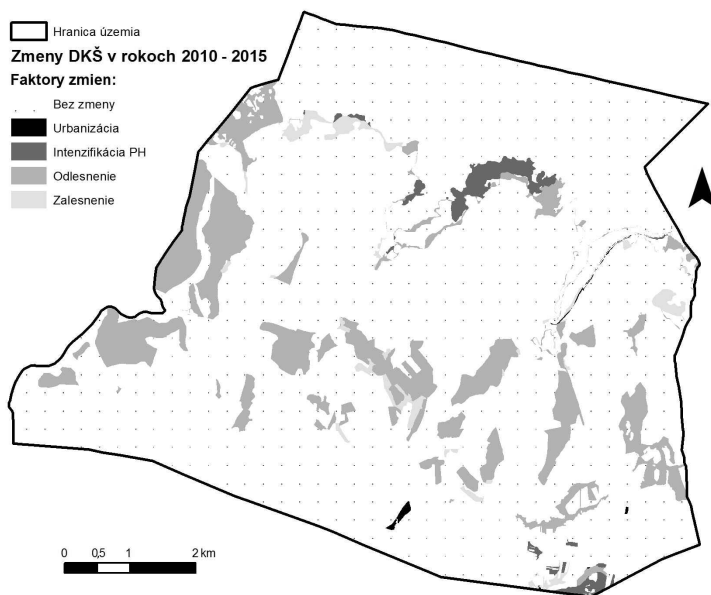 Hranica územia
Zmeny DKŠ v rokoch 2010 - 2015
Faktory zmien:
Bez zmeny
Urbanizácia
Intenzifikácia PH
Odlesnenie
Zalesnenie
0 0,5 1 2 km